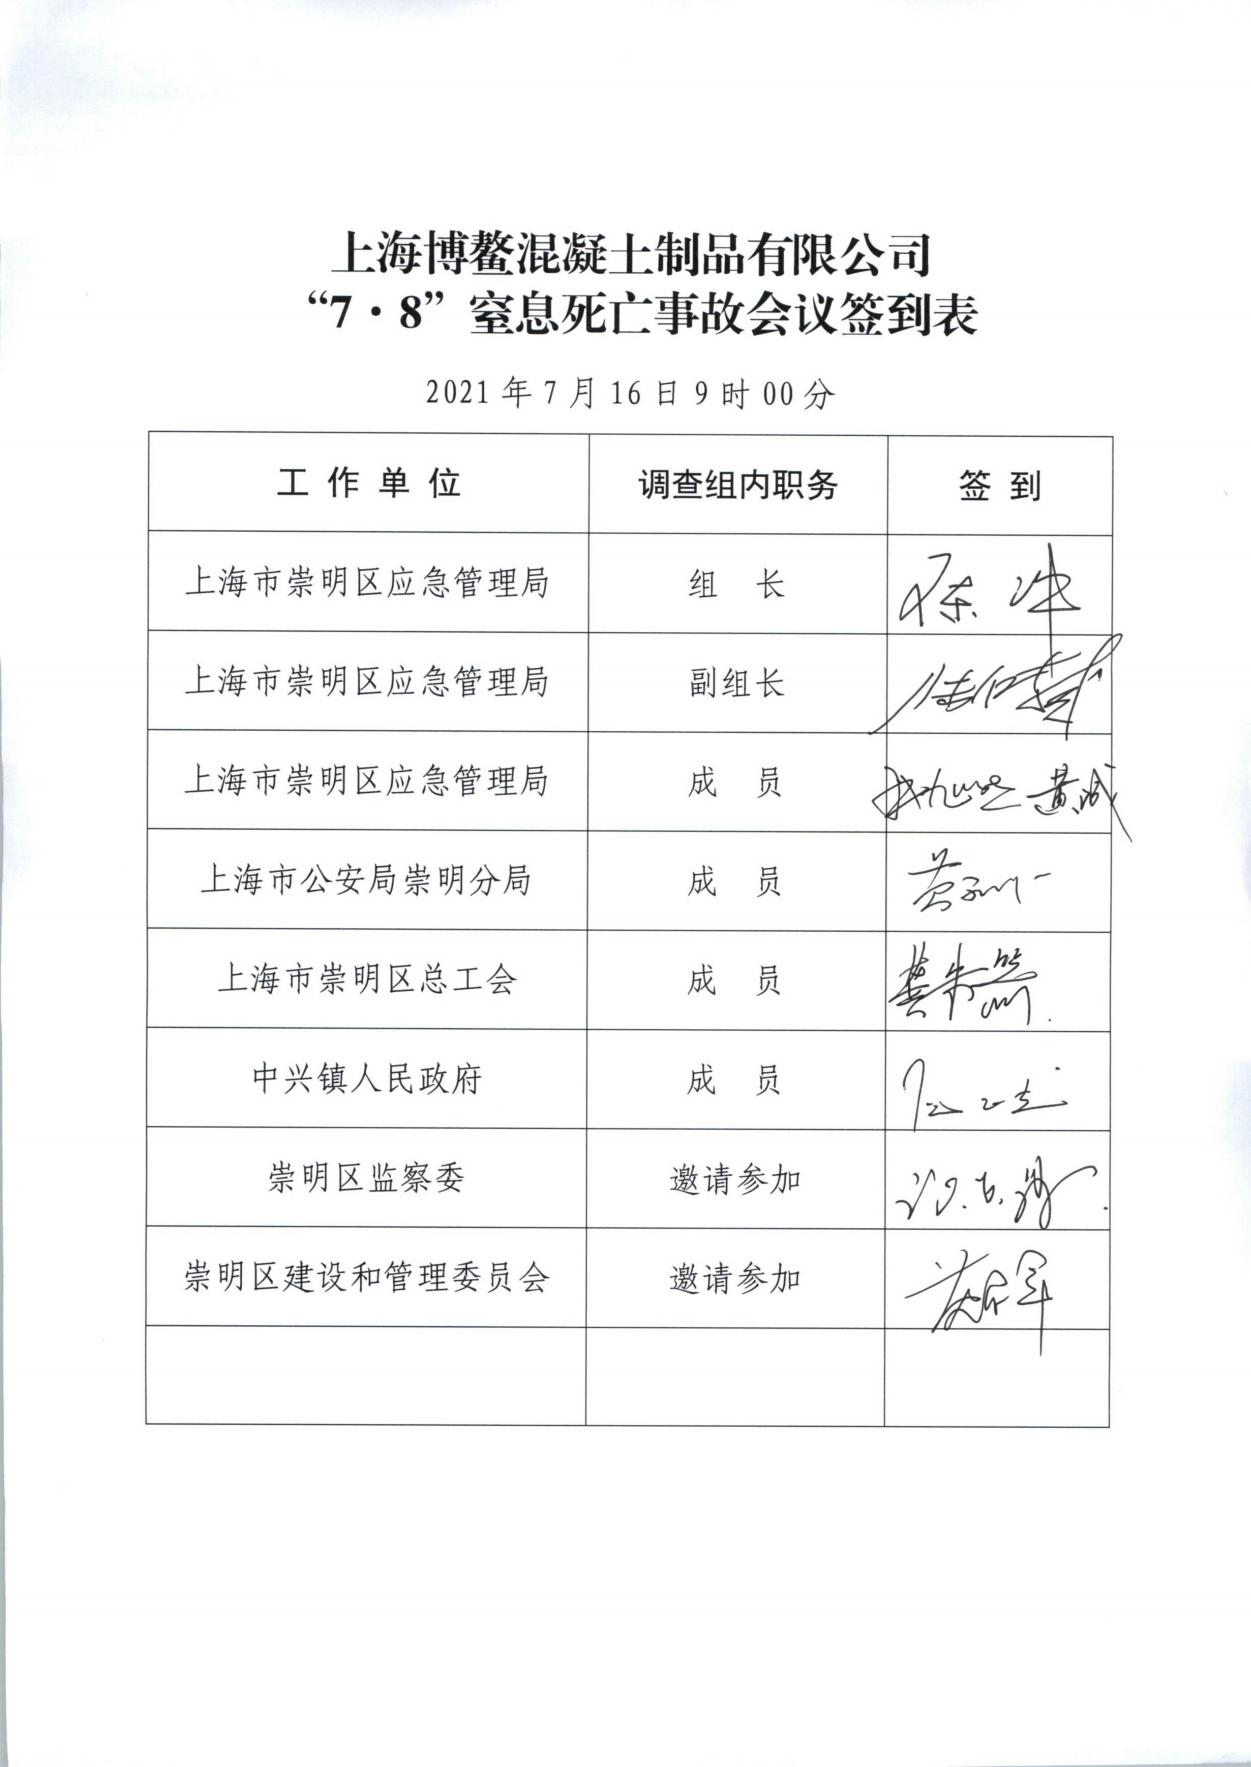 上海博鳌混凝土制品有限公司
“7·8”窒息死亡事故会议签到表
2021年7月16日9时00分
工作单位 调查组内职务 签到
上海市崇明区应急管理局 组长 陈冲
上海市崇明区应急管理局 副组长
上海市崇明区应急管理局 成员 黄成
上海市公安局崇明分局 成员
上海市崇明区总工会 成员
中兴镇人民政府 成员
崇明区监察委 邀请参加
崇明区建设和管理委员会 邀请参加